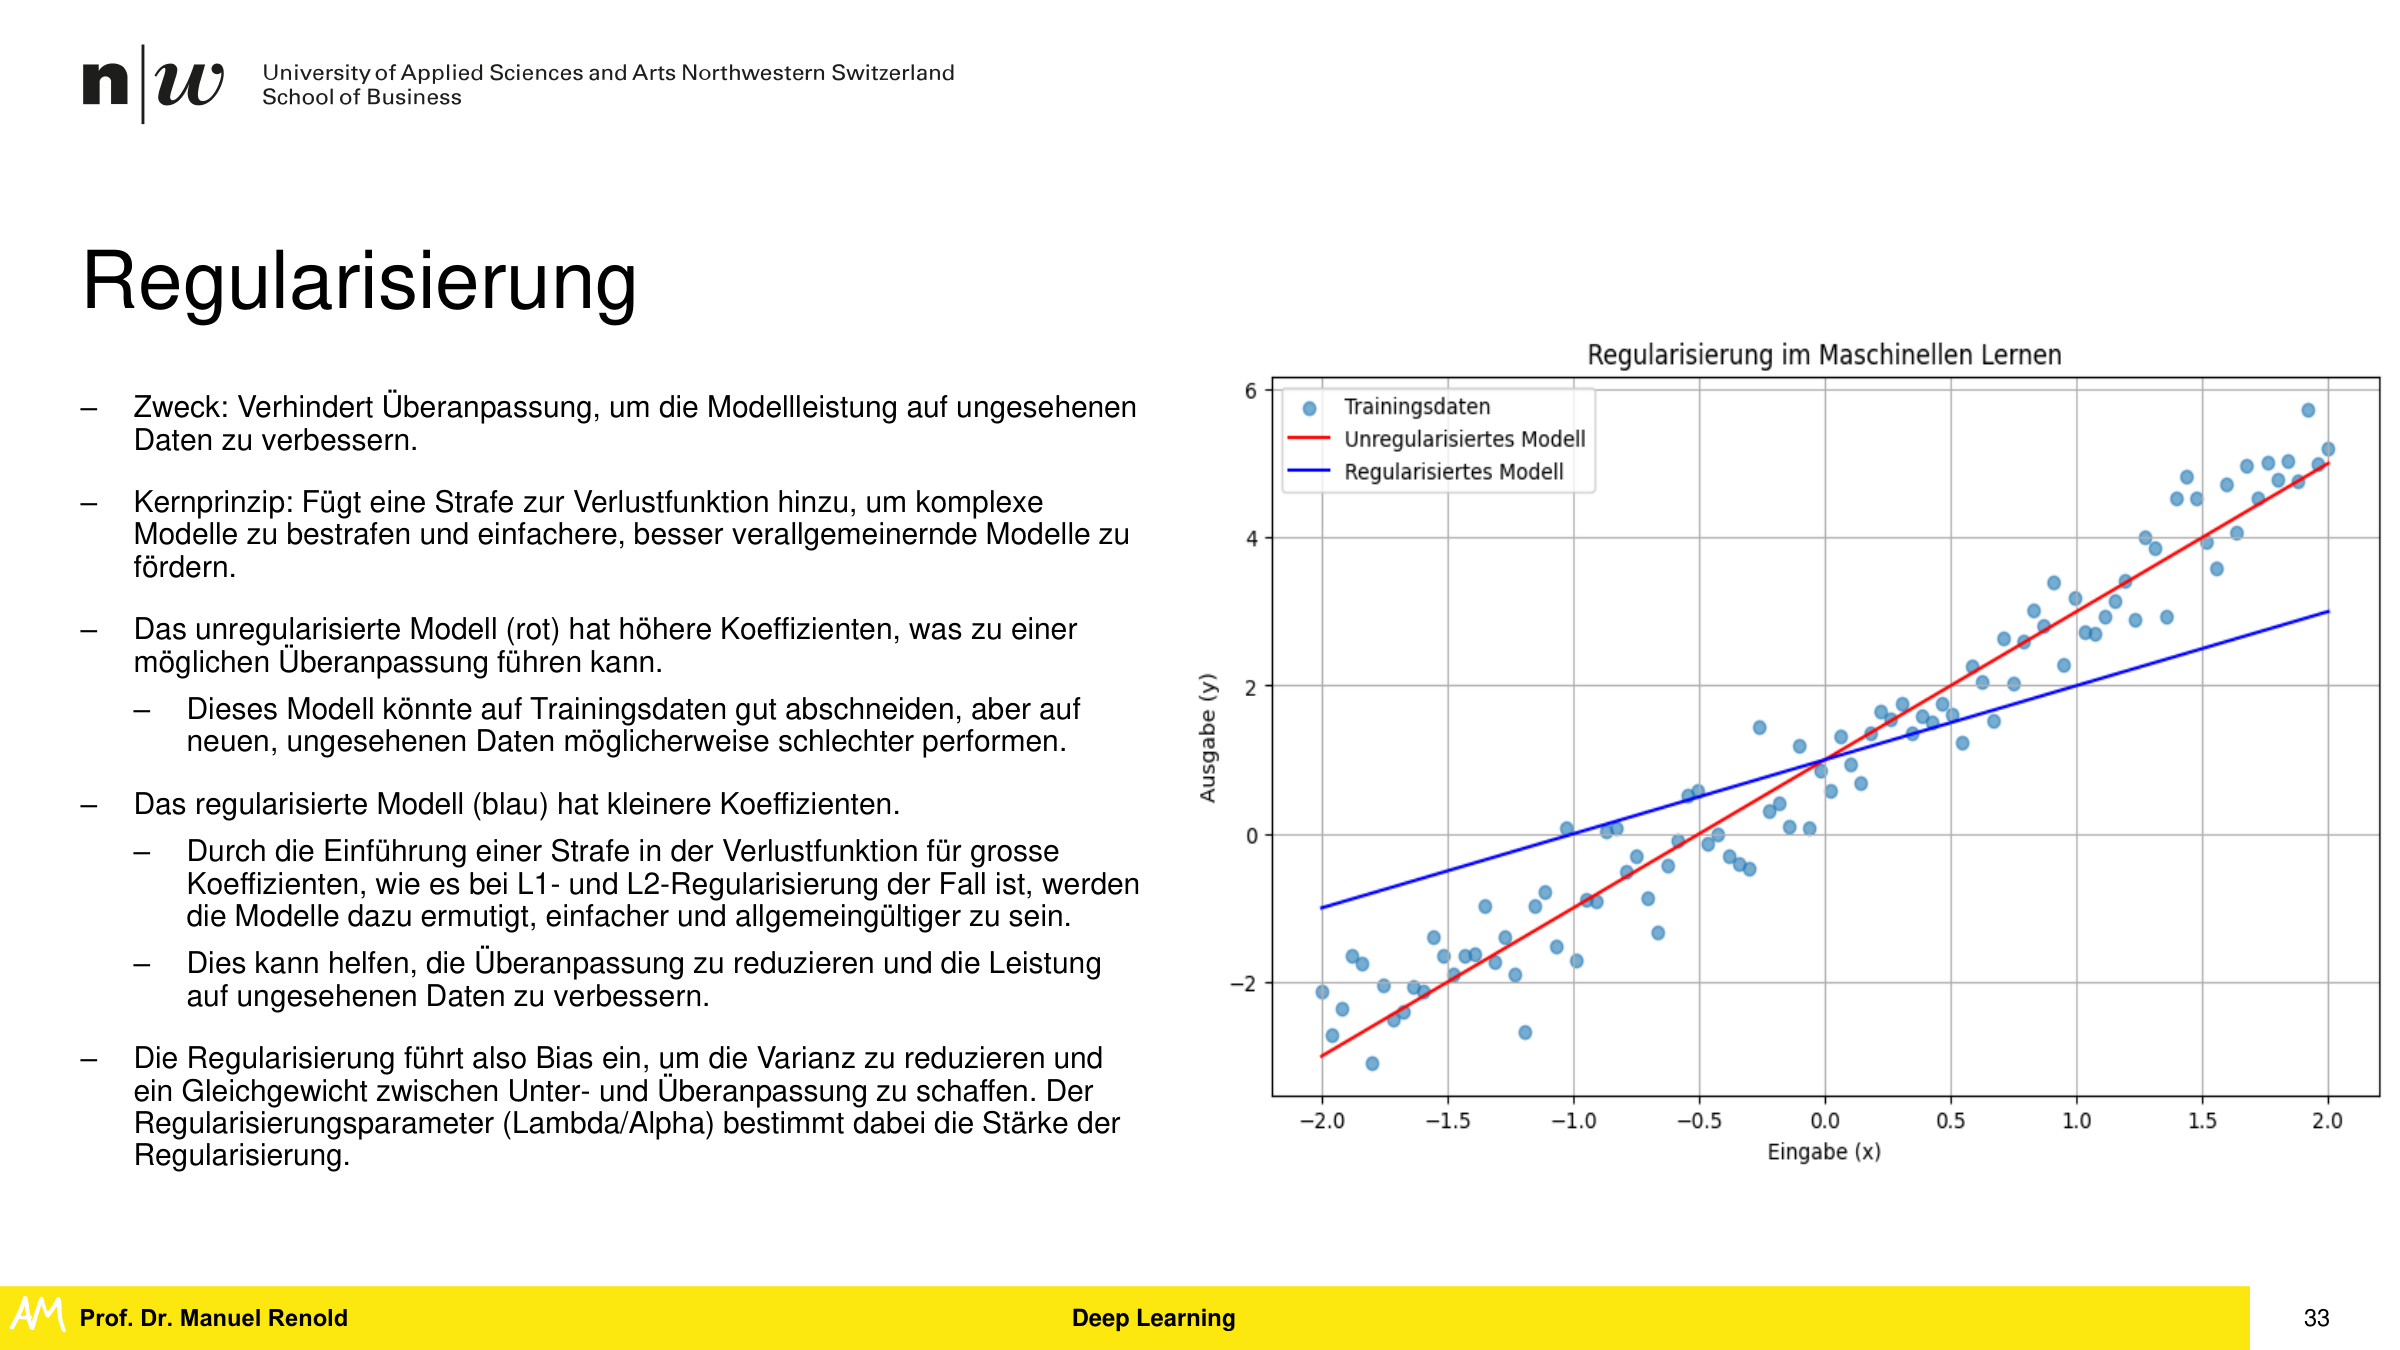 n|w
University of Applied Sciences and Arts Northwestern Switzerland
School of Business
Regularisierung
– Zweck: Verhindert Überanpassung, um die Modellleistung auf ungesehenen
Daten zu verbessern.
– Kernprinzip: Fügt eine Strafe zur Verlustfunktion hinzu, um komplexe
Modelle zu bestrafen und einfachere, besser verallgemeinernde Modelle zu
fördern.
– Das unregularisierte Modell (rot) hat höhere Koeffizienten, was zu einer
möglichen Überanpassung führen kann.
– Dieses Modell könnte auf Trainingsdaten gut abschneiden, aber auf
neuen, ungesehenen Daten möglicherweise schlechter performen.
– Das regularisierte Modell (blau) hat kleinere Koeffizienten.
– Durch die Einführung einer Strafe in der Verlustfunktion für grosse
Koeffizienten, wie es bei L1- und L2-Regularisierung der Fall ist, werden
die Modelle dazu ermutigt, einfacher und allgemeingültiger zu sein.
– Dies kann helfen, die Überanpassung zu reduzieren und die Leistung
auf ungesehenen Daten zu verbessern.
– Die Regularisierung führt also Bias ein, um die Varianz zu reduzieren und
ein Gleichgewicht zwischen Unter- und Überanpassung zu schaffen. Der
Regularisierungsparameter (Lambda/Alpha) bestimmt dabei die Stärke der
Regularisierung.
Regularisierung im Maschinellen Lernen
Trainingsdaten
Unregularisiertes Modell
Regularisiertes Modell
6
4
2
0
−2
Ausgabe (y)
−2.0 −1.5 −1.0 −0.5 0.0 0.5 1.0 1.5 2.0
Eingabe (x)
AM Prof. Dr. Manuel Renold
Deep Learning
33